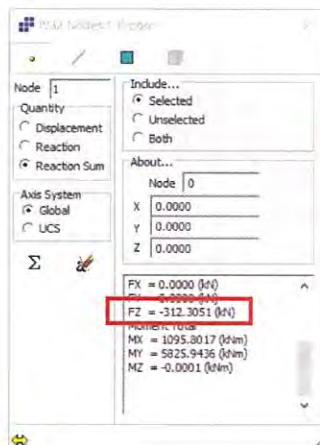 Node 1
Quantity
Displacement
Reaction
Reaction Sum
Axis System
Global
UCS
Σ
Include...
Selected
Unselected
Both
About...
Node 0
X 0.0000
Y 0.0000
Z 0.0000
FX = 0.0000 (kN)
FZ = -312.3051 (kN)
Moment Total
MX = 1095.8017 (kNm)
MY = 5825.9436 (kNm)
MZ = -0.0001 (kNm)